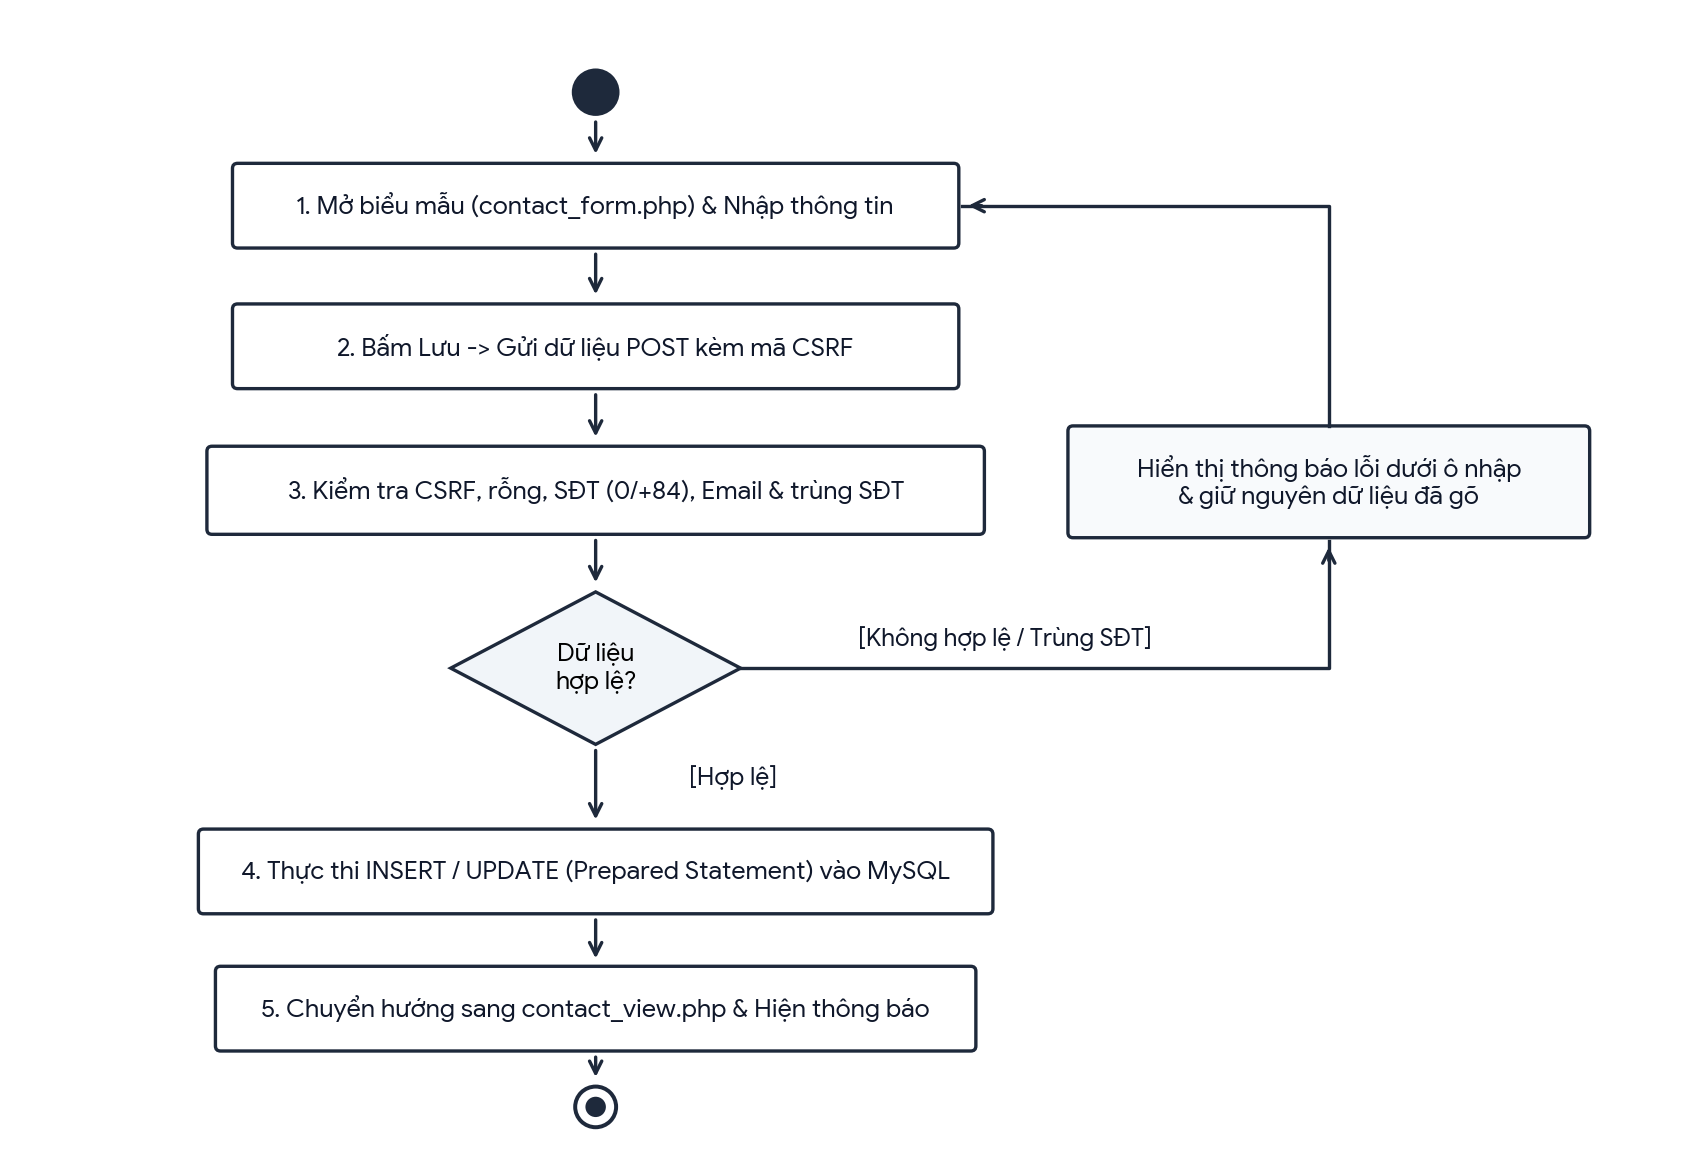 1. Mở biểu mẫu (contact_form.php) & Nhập thông tin
2. Bấm Lưu -> Gửi dữ liệu POST kèm mã CSRF
3. Kiểm tra CSRF, rỗng, SĐT (0/+84), Email & trùng SĐT
Hiển thị thông báo lỗi dưới ô nhập
& giữ nguyên dữ liệu đã gõ
Dữ liệu
hợp lệ?
[Không hợp lệ / Trùng SĐT]
[Hợp lệ]
4. Thực thi INSERT / UPDATE (Prepared Statement) vào MySQL
5. Chuyển hướng sang contact_view.php & Hiện thông báo